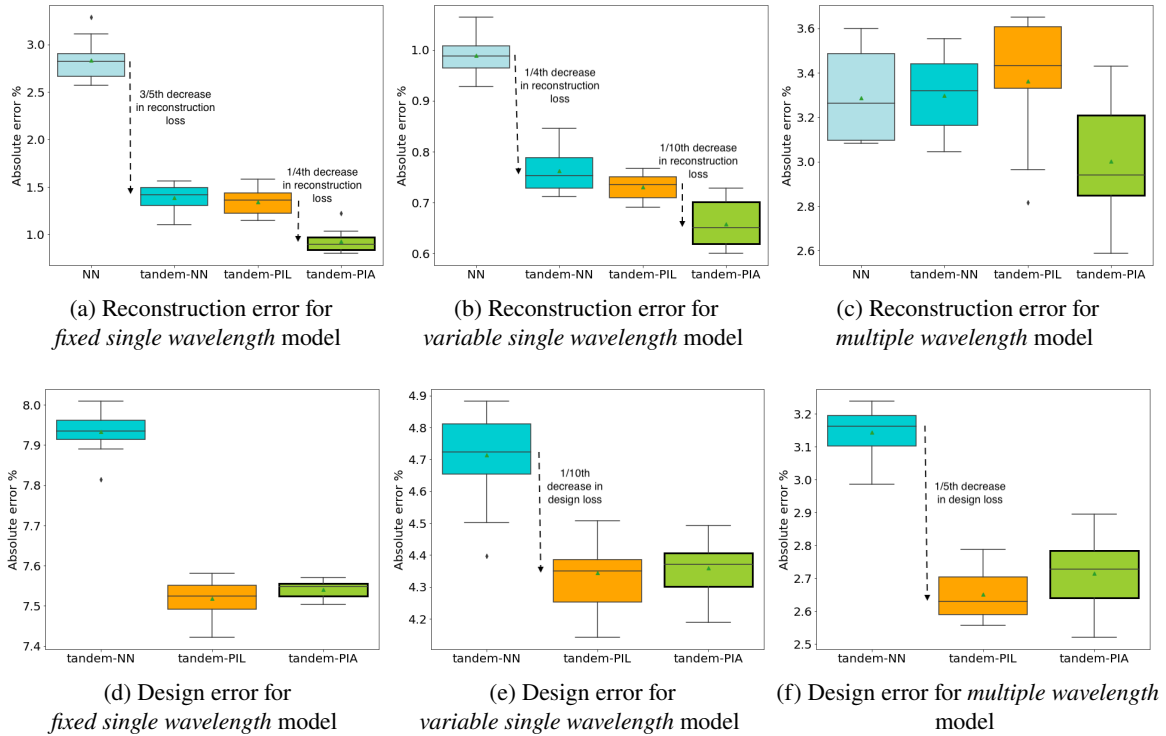 3.0
2.5
2.0
1.5
1.0
Absolute error %
3/5th decrease
in reconstruction
loss
1/4th decrease
in reconstruction
loss
NN
tandem-NN
tandem-PIL
tandem-PIA
(a) Reconstruction error for
fixed single wavelength model
1.0
0.9
0.8
0.7
0.6
Absolute error %
1/4th decrease
in reconstruction
loss
1/10th decrease
in reconstruction
loss
NN
tandem-NN
tandem-PIL
tandem-PIA
(b) Reconstruction error for
variable single wavelength model
3.6
3.4
3.2
3.0
2.8
2.6
Absolute error %
NN
tandem-NN
tandem-PIL
tandem-PIA
(c) Reconstruction error for
multiple wavelength model
8.0
7.9
7.8
7.7
7.6
7.5
7.4
Absolute error %
tandem-NN
tandem-PIL
tandem-PIA
(d) Design error for
fixed single wavelength model
4.9
4.8
4.7
4.6
4.5
4.4
4.3
4.2
Absolute error %
1/10th
decrease in
design loss
tandem-NN
tandem-PIL
tandem-PIA
(e) Design error for
variable single wavelength model
3.2
3.1
3.0
2.9
2.8
2.7
2.6
2.5
Absolute error %
1/5th decrease
in design loss
tandem-NN
tandem-PIL
tandem-PIA
(f) Design error for multiple wavelength
model